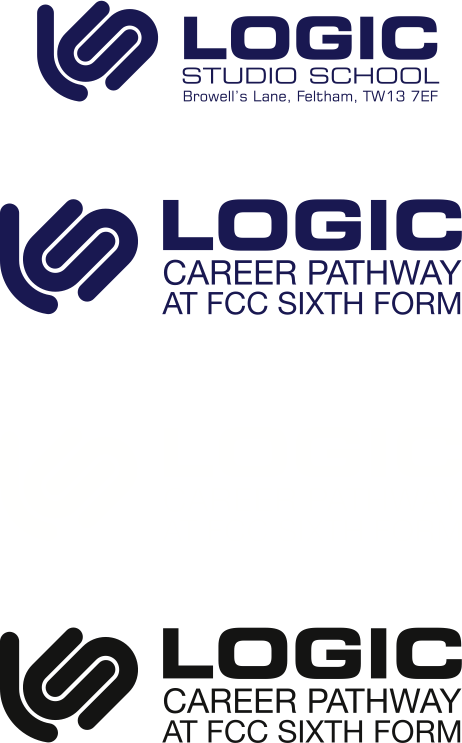 LOGIC
STUDIO SCHOOL
Browell's Lane, Feltham, TW13 7EF
LOGIC
CAREER PATHWAY
AT FCC SIXTH FORM
LOGIC
CAREER PATHWAY
AT FCC SIXTH FORM